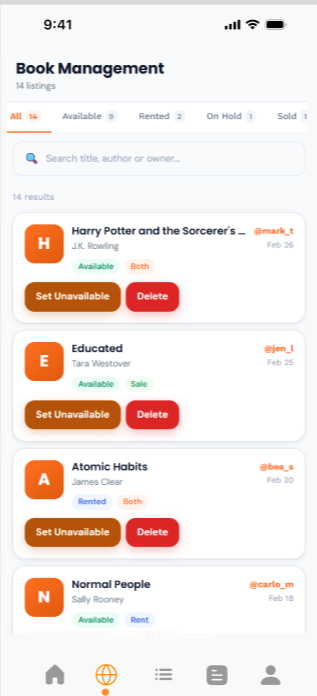 9:41
Book Management
14 listings
All 14 Available 9 Rented 2 On Hold 1 Sold
Search title, author or owner...
14 results
H Harry Potter and the Sorcerer's ... @mark_t
J.K. Rowling Feb 26
Available Both
Set Unavailable Delete
E Educated @jen_l
Tara Westover Feb 25
Available Sale
Set Unavailable Delete
A Atomic Habits @bea_s
James Clear Feb 20
Rented Both
Set Unavailable Delete
N Normal People @carlo_m
Sally Rooney Feb 18
Available Rent